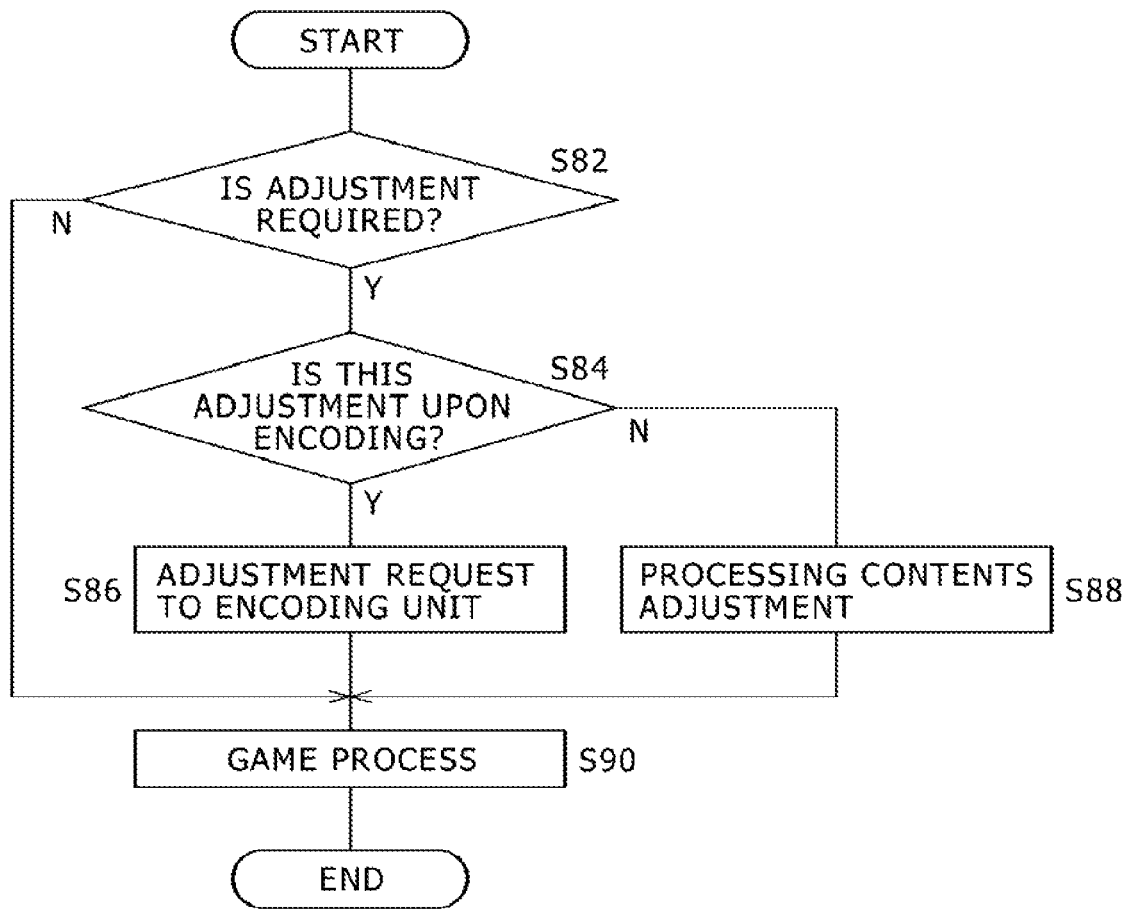 START
S82
IS ADJUSTMENT
REQUIRED?
N
Y
S84
IS THIS
ADJUSTMENT UPON
ENCODING?
N
Y
S86
ADJUSTMENT REQUEST
TO ENCODING UNIT
PROCESSING CONTENTS
ADJUSTMENT
S88
GAME PROCESS
S90
END